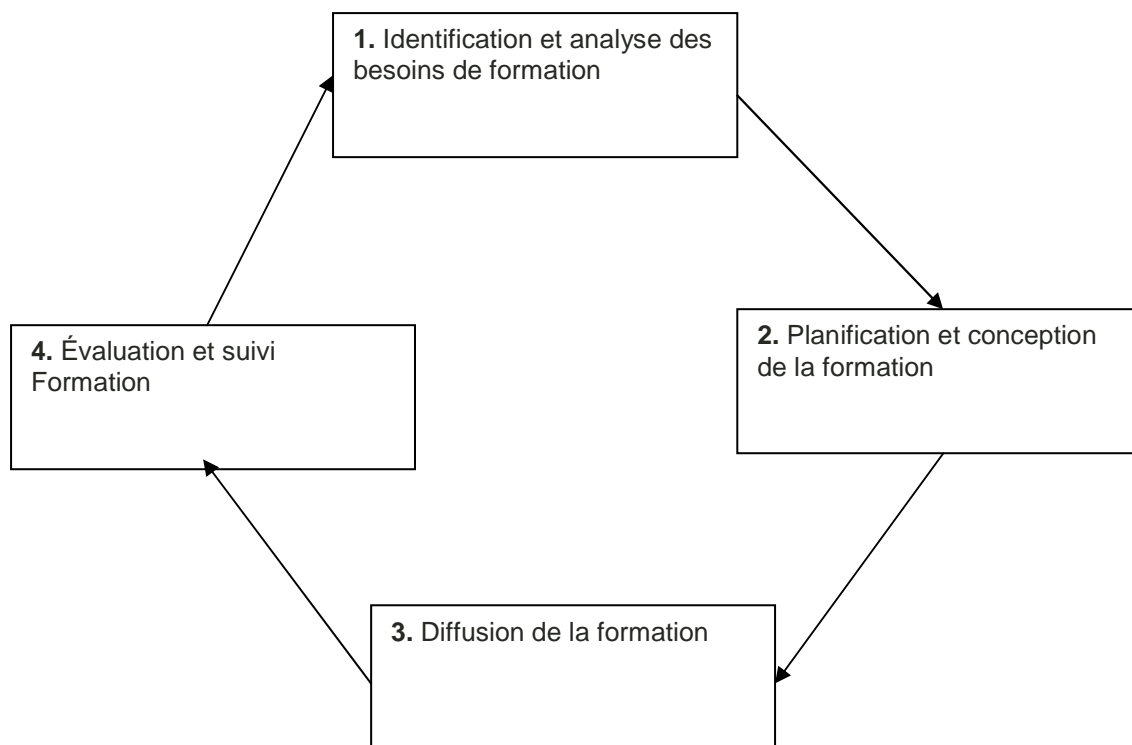 1. Identification et analyse des
besoins de formation
2. Planification et conception
de la formation
3. Diffusion de la formation
4. Évaluation et suivi
Formation